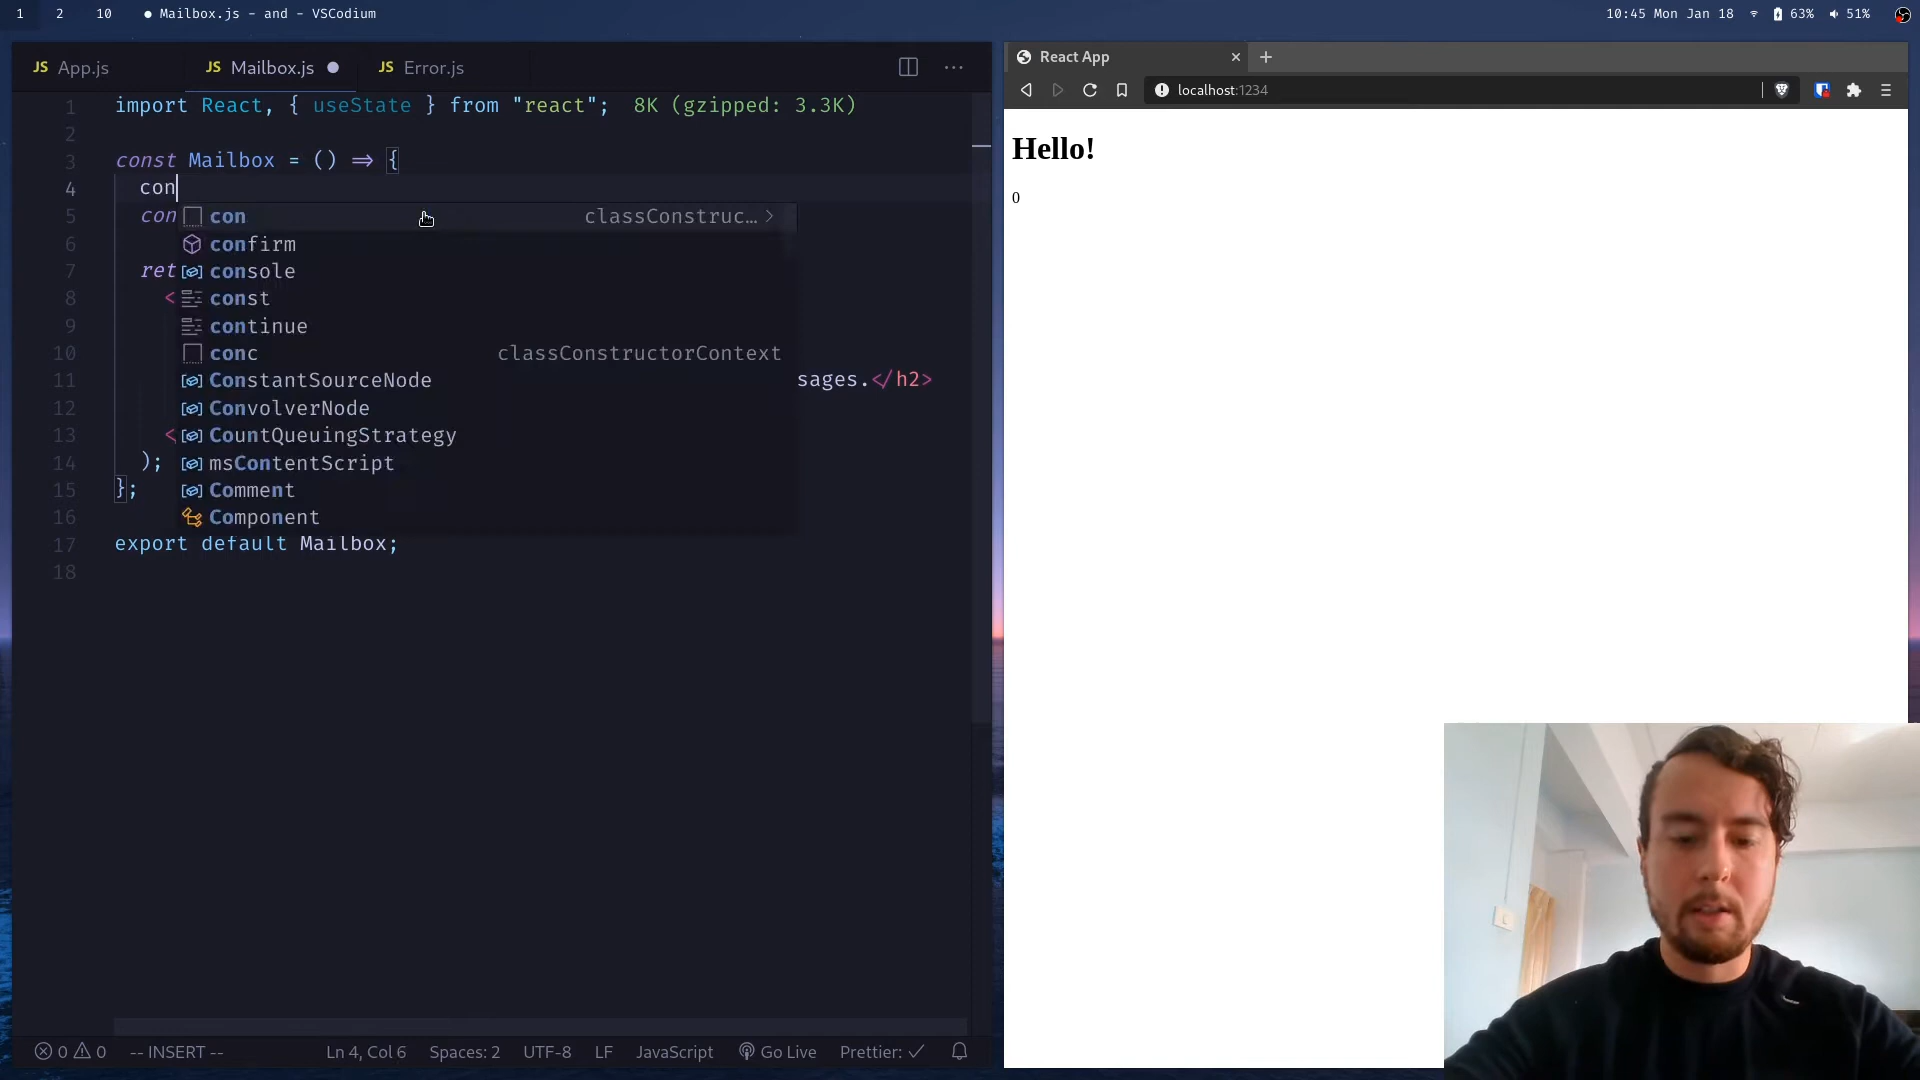 1 2 10 ● Mailbox.js - and - VSCodium 10:45 Mon Jan 18 63% 51%
JS App.js JS Mailbox.js ● JS Error.js ···
React App × +
localhost:1234
1 import React, { useState } from "react"; 8K (gzipped: 3.3K)
2
3 const Mailbox = () ⇒ {
4 con
5 con
6
7 ret
8 <
9
10
11 sages.</h2>
12
13 <
14 );
15 };
16
17 export default Mailbox;
18
con classConstruc… >
confirm
console
const
continue
conc classConstructorContext
ConstantSourceNode
ConvolverNode
CountQueuingStrategy
msContentScript
Comment
Component
0 0 -- INSERT -- Ln 4, Col 6 Spaces: 2 UTF-8 LF JavaScript Go Live Prettier: ✓
Hello!
0